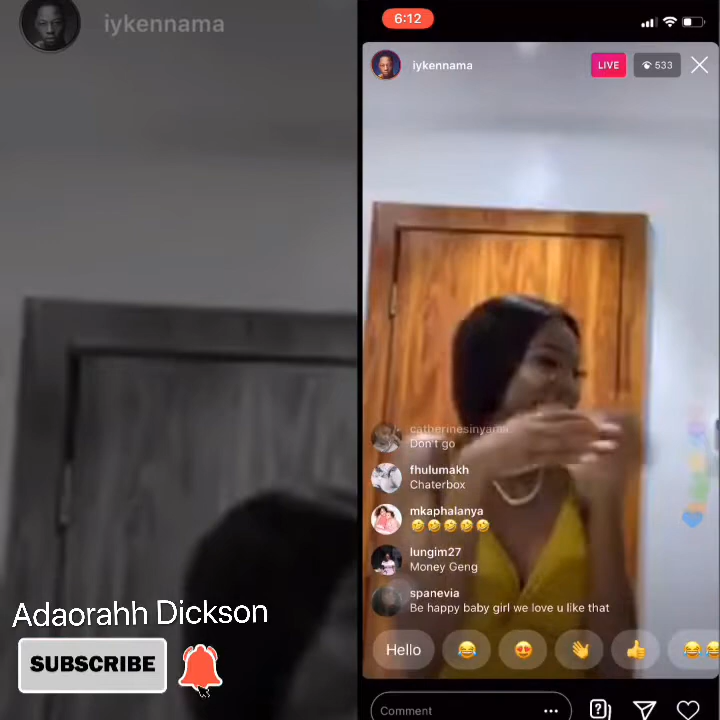 iykennama
6:12
iykennama
LIVE
533
catherinesinyama
Don't go
fhulumakh
Chaterbox
mkaphalanya
🤣🤣🤣🤣🤣
lungim27
Money Geng
spanevia
Be happy baby girl we love u like that
Adaorahh Dickson
SUBSCRIBE
Hello
Comment